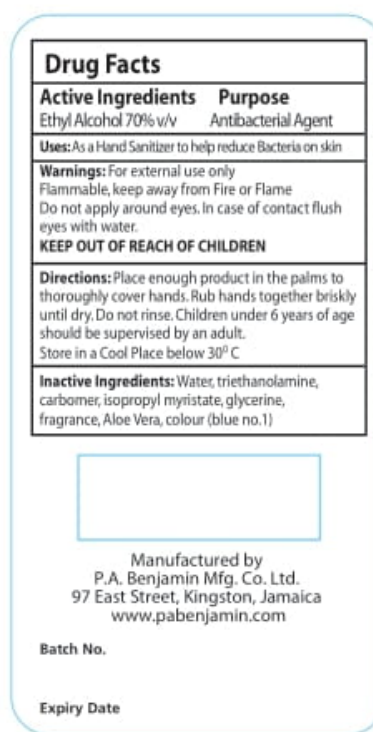 Drug Facts
Active Ingredients Purpose
Ethyl Alcohol 70% v/v Antibacterial Agent
Uses: As a Hand Sanitizer to help reduce Bacteria on skin
Warnings: For external use only
Flammable, keep away from Fire or Flame
Do not apply around eyes. In case of contact flush
eyes with water.
KEEP OUT OF REACH OF CHILDREN
Directions: Place enough product in the palms to
thoroughly cover hands. Rub hands together briskly
until dry. Do not rinse. Children under 6 years of age
should be supervised by an adult.
Store in a Cool Place below 30⁰ C
Inactive Ingredients: Water, triethanolamine,
carbomer, isopropyl myristate, glycerine,
fragrance, Aloe Vera, colour (blue no.1)
Manufactured by
P.A. Benjamin Mfg. Co. Ltd.
97 East Street, Kingston, Jamaica
www.pabenjamin.com
Batch No.
Expiry Date